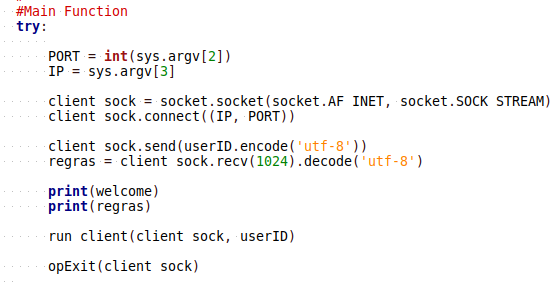 #Main Function
try:
PORT = int(sys.argv[2])
IP = sys.argv[3]
client sock = socket.socket(socket.AF INET, socket.SOCK STREAM)
client sock.connect((IP, PORT))
client sock.send(userID.encode('utf-8'))
regras = client sock.recv(1024).decode('utf-8')
print(welcome)
print(regras)
run client(client sock, userID)
opExit(client sock)